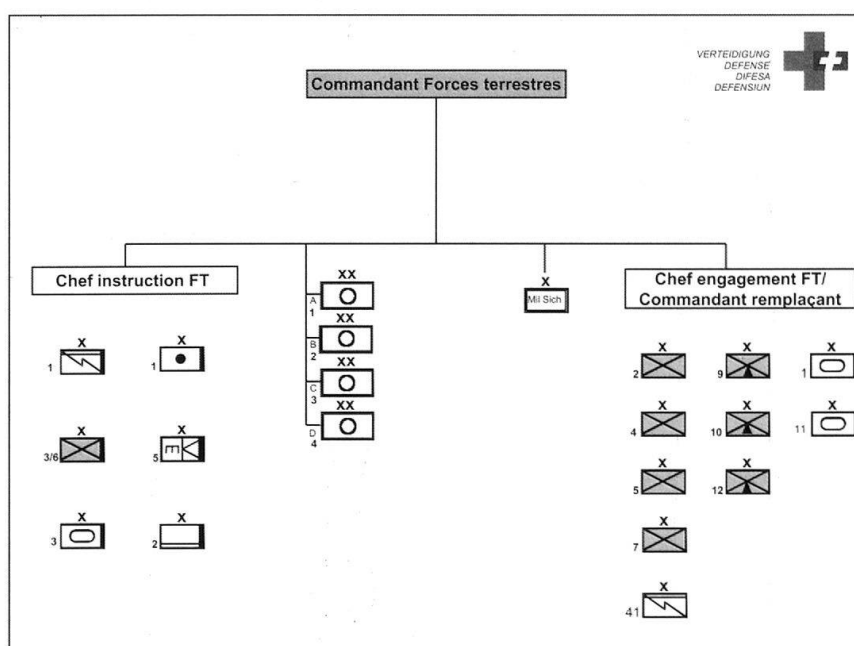 VERTEIDIGUNG
DEFENSE
DIFESA
DEFENSIUN
Commandant Forces terrestres
Chef instruction FT
X X
1 1
X X
3/6 5 E
X X
3 2
XX
A
1
XX
B
2
XX
C
3
XX
D
4
X
Mil Sich
Chef engagement FT/
Commandant remplaçant
X X X
2 9 1
X X X
4 10 11
X X
5 12
X
7
X
41